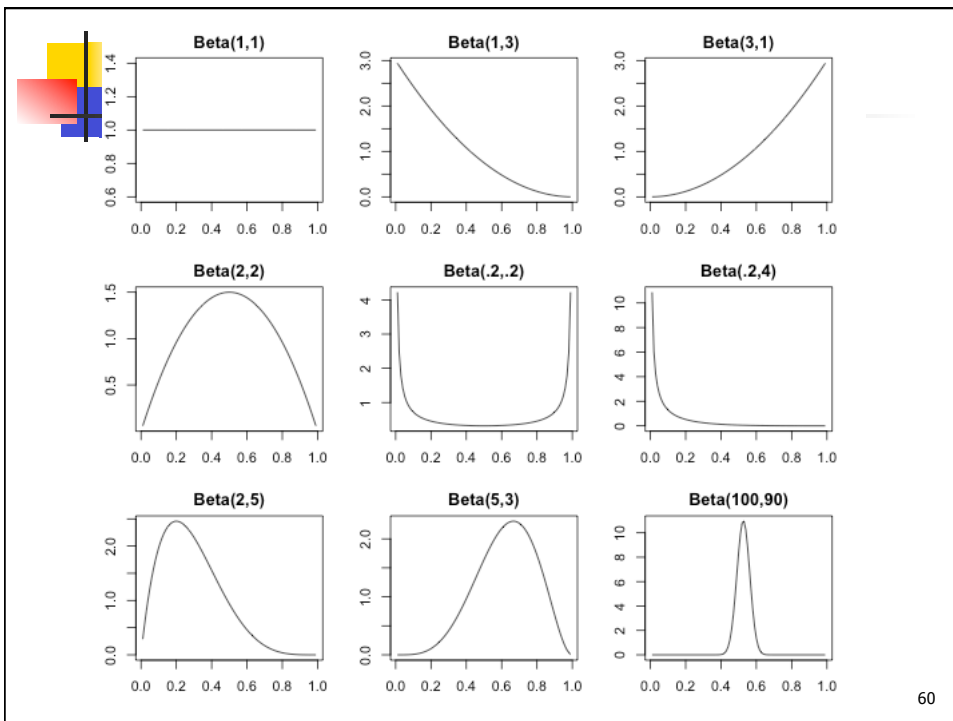 Beta(1,1)
0.6 0.8 1.0 1.2 1.4
0.0 0.2 0.4 0.6 0.8 1.0
Beta(1,3)
0.0 1.0 2.0 3.0
0.0 0.2 0.4 0.6 0.8 1.0
Beta(3,1)
0.0 1.0 2.0 3.0
0.0 0.2 0.4 0.6 0.8 1.0
Beta(2,2)
0.5 1.0 1.5
0.0 0.2 0.4 0.6 0.8 1.0
Beta(.2,.2)
1 2 3 4
0.0 0.2 0.4 0.6 0.8 1.0
Beta(.2,4)
0 2 4 6 8 10
0.0 0.2 0.4 0.6 0.8 1.0
Beta(2,5)
0.0 1.0 2.0
0.0 0.2 0.4 0.6 0.8 1.0
Beta(5,3)
0.0 1.0 2.0
0.0 0.2 0.4 0.6 0.8 1.0
Beta(100,90)
0 2 4 6 8 10
0.0 0.2 0.4 0.6 0.8 1.0
60